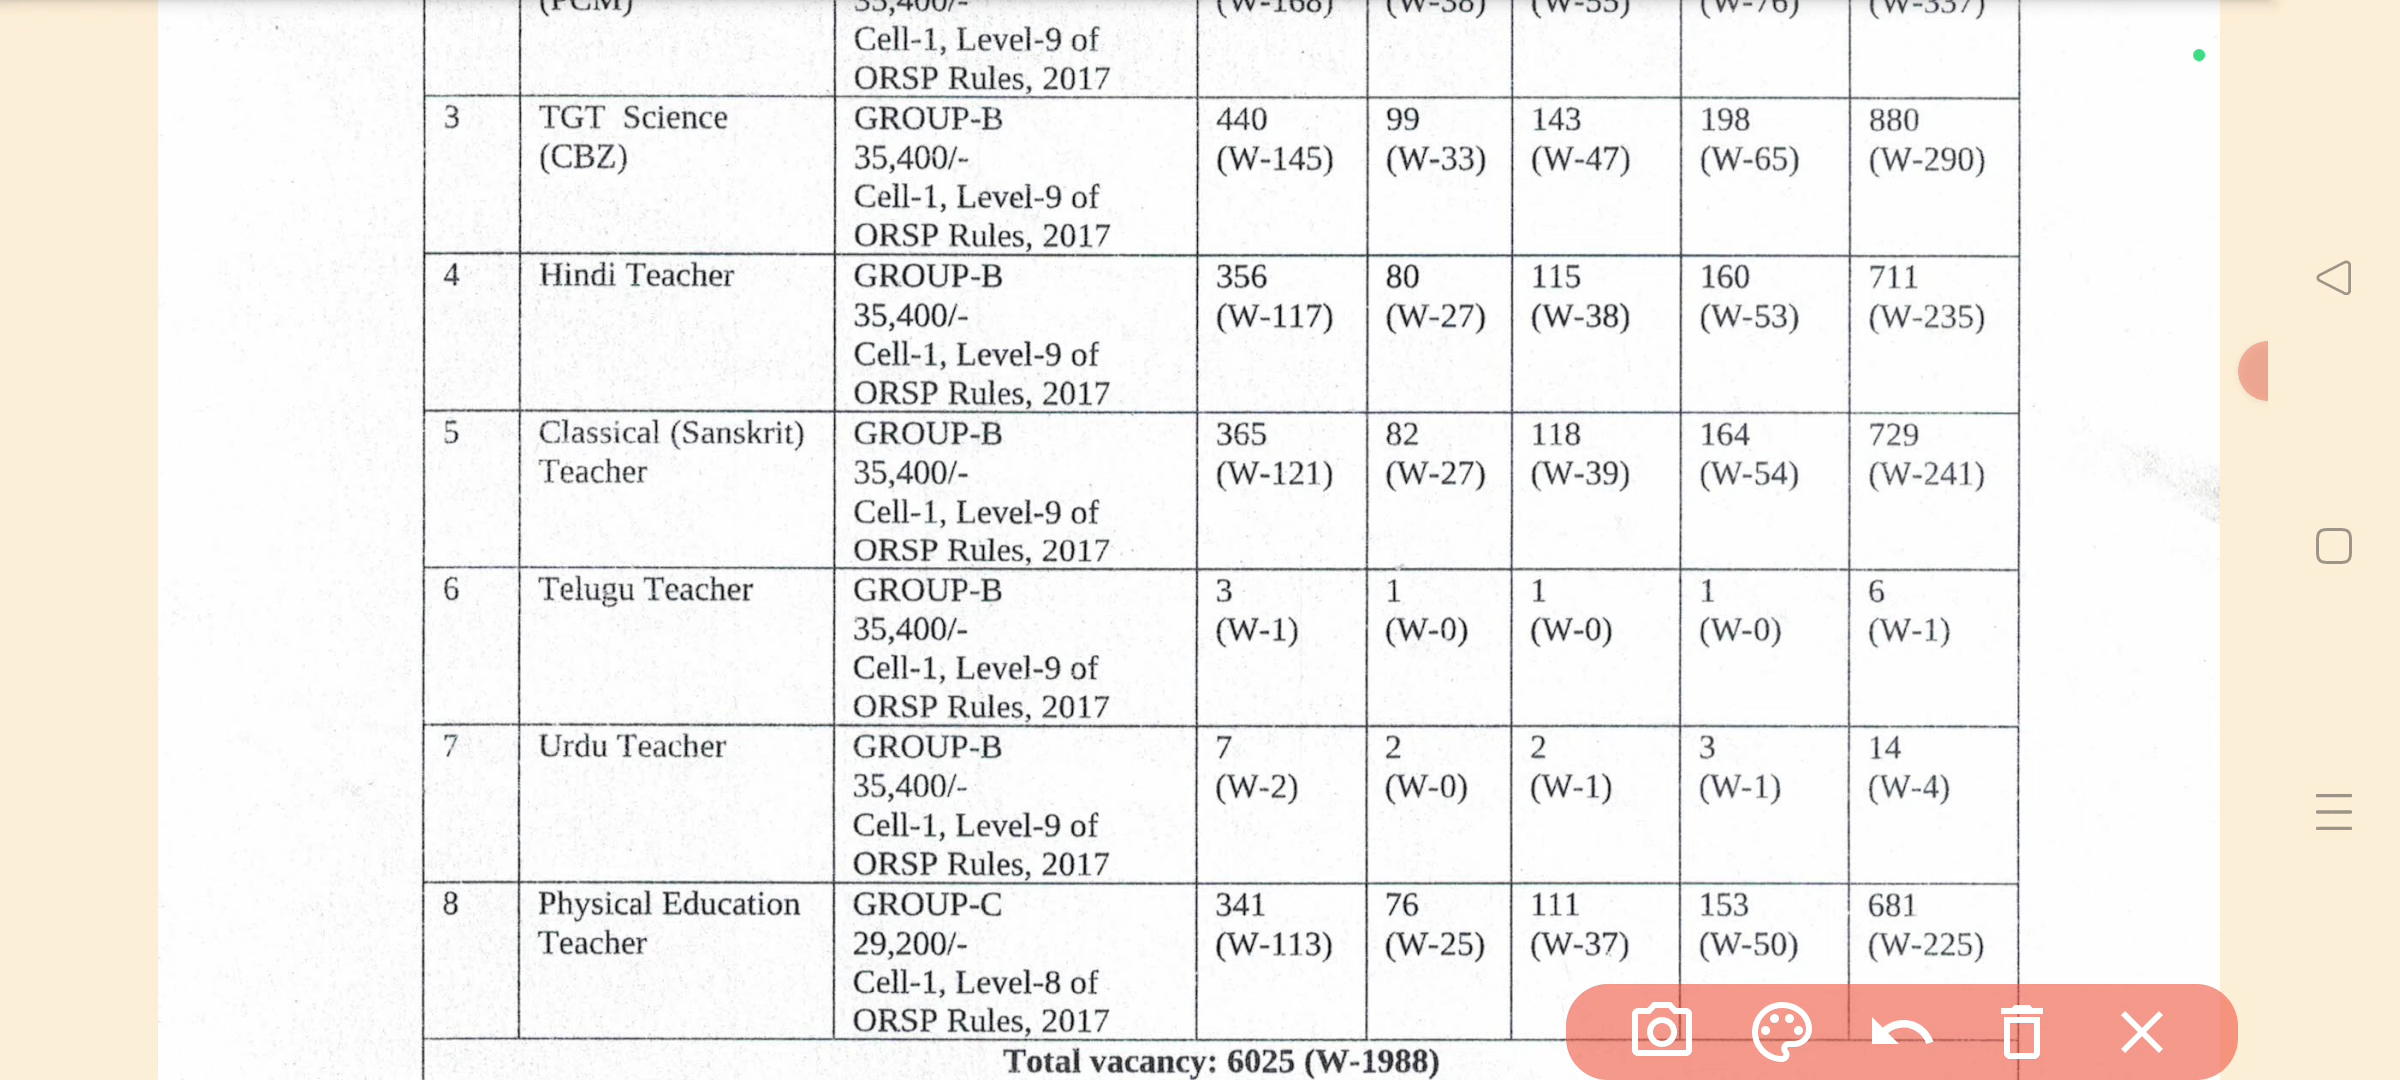 (PCM) 35,400/- (W-168) (W-38) (W-55) (W-76) (W-337)
Cell-1, Level-9 of
ORSP Rules, 2017
3 TGT Science GROUP-B 440 99 143 198 880
(CBZ) 35,400/- (W-145) (W-33) (W-47) (W-65) (W-290)
Cell-1, Level-9 of
ORSP Rules, 2017
4 Hindi Teacher GROUP-B 356 80 115 160 711
35,400/- (W-117) (W-27) (W-38) (W-53) (W-235)
Cell-1, Level-9 of
ORSP Rules, 2017
5 Classical (Sanskrit) GROUP-B 365 82 118 164 729
Teacher 35,400/- (W-121) (W-27) (W-39) (W-54) (W-241)
Cell-1, Level-9 of
ORSP Rules, 2017
6 Telugu Teacher GROUP-B 3 1 1 1 6
35,400/- (W-1) (W-0) (W-0) (W-0) (W-1)
Cell-1, Level-9 of
ORSP Rules, 2017
7 Urdu Teacher GROUP-B 7 2 2 3 14
35,400/- (W-2) (W-0) (W-1) (W-1) (W-4)
Cell-1, Level-9 of
ORSP Rules, 2017
8 Physical Education GROUP-C 341 76 111 153 681
Teacher 29,200/- (W-113) (W-25) (W-37) (W-50) (W-225)
Cell-1, Level-8 of
ORSP Rules, 2017
Total vacancy: 6025 (W-1988)